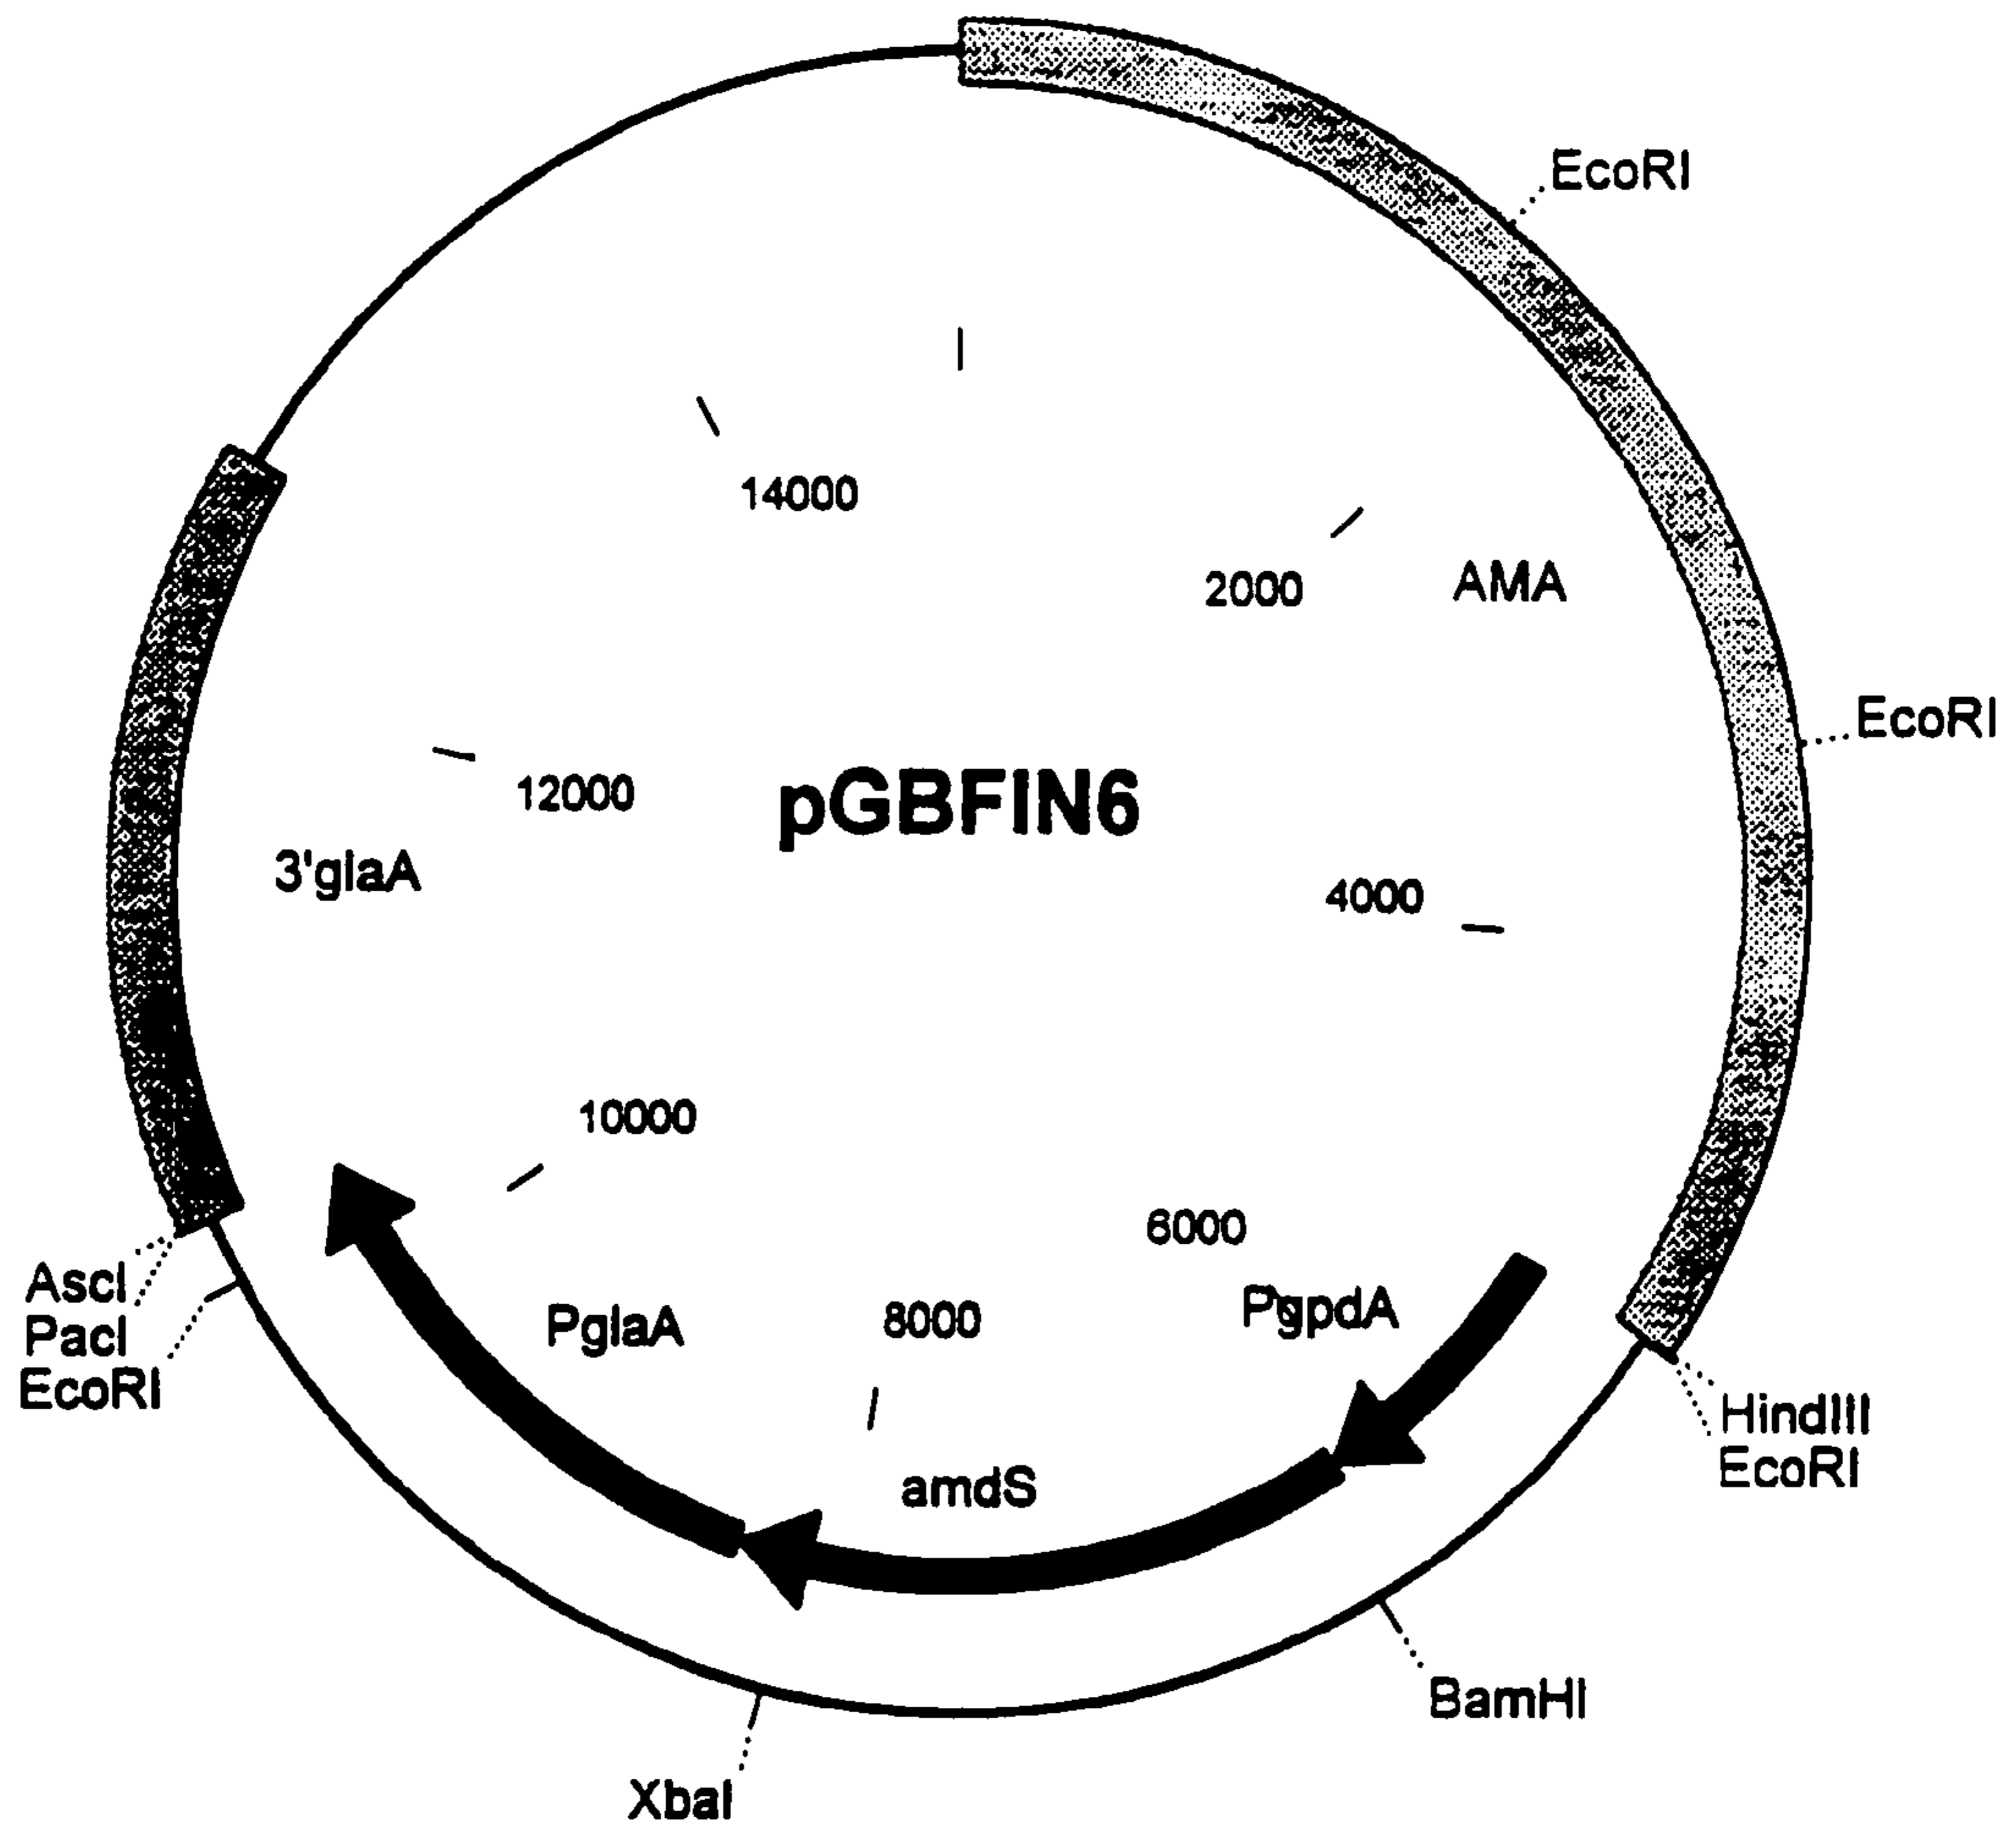 EcoRI
14000
2000
AMA
EcoRI
12000
pGBFIN6
3'glaA
4000
10000
6000
AscI
PacI
EcoRI
PglaA
8000
PgpdA
HindIII
EcoRI
amdS
BamHI
XbaI